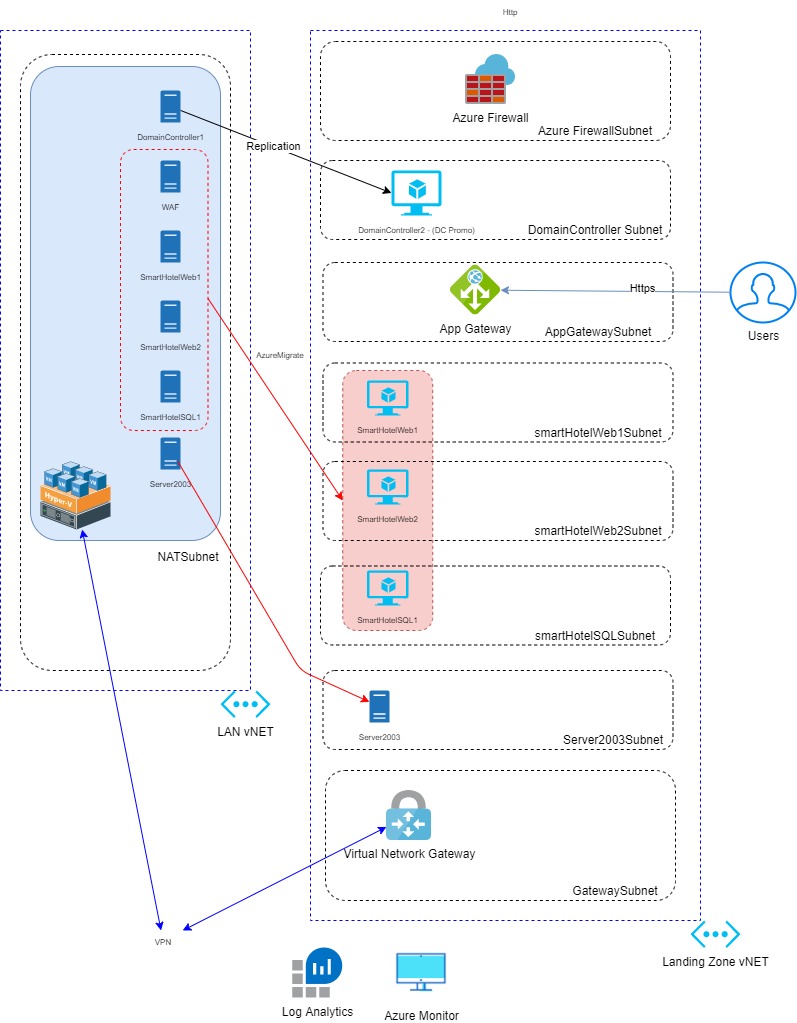 Http
Azure Firewall
Azure FirewallSubnet
DomainController1
Replication
WAF
DomainController2 - (DC Promo)
DomainController Subnet
SmartHotelWeb1
Https
App Gateway
AppGatewaySubnet
Users
SmartHotelWeb2
AzureMigrate
SmartHotelSQL1
SmartHotelWeb1
smartHotelWeb1Subnet
Server2003
VM
VM
VM
VM
Hyper-V
SmartHotelWeb2
smartHotelWeb2Subnet
NATSubnet
SmartHotelSQL1
smartHotelSQLSubnet
LAN vNET
Server2003
Server2003Subnet
Virtual Network Gateway
GatewaySubnet
VPN
Landing Zone vNET
Log Analytics
Azure Monitor